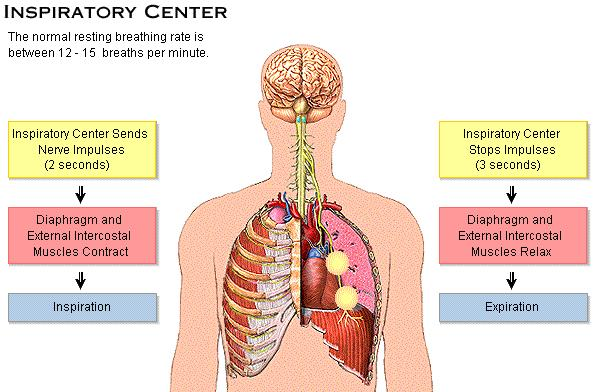 INSPIRATORY CENTER
The normal resting breathing rate is
between 12 - 15 breaths per minute.
Inspiratory Center Sends
Nerve Impulses
(2 seconds)
Diaphragm and
External Intercostal
Muscles Contract
Inspiration
Inspiratory Center
Stops Impulses
(3 seconds)
Diaphragm and
External Intercostal
Muscles Relax
Expiration